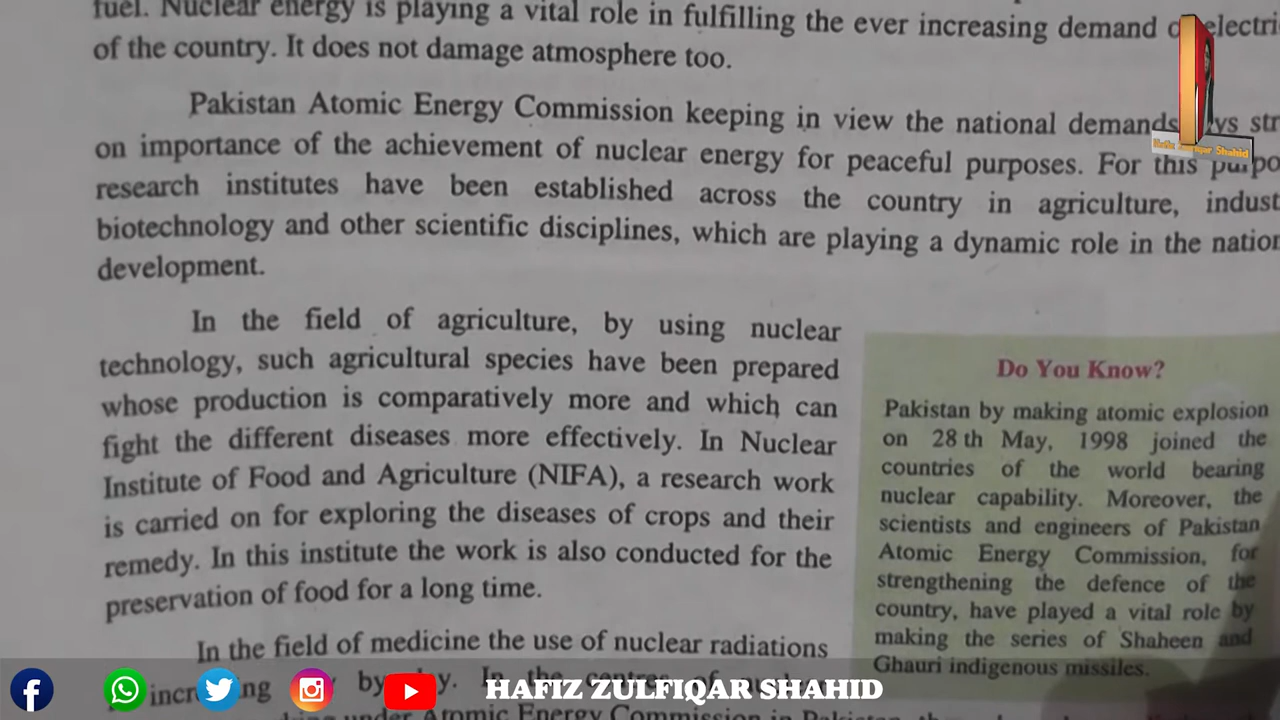 fuel. Nuclear energy is playing a vital role in fulfilling the ever increasing demand
of the country. It does not damage atmosphere too.
Pakistan Atomic Energy Commission keeping in view the national demands
on importance of the achievement of nuclear energy for peaceful purposes. For this
research institutes have been established across the country in agriculture,
biotechnology and other scientific disciplines, which are playing a dynamic role in the
development.
In the field of agriculture, by using nuclear
technology, such agricultural species have been prepared
whose production is comparatively more and which can
fight the different diseases more effectively. In Nuclear
Institute of Food and Agriculture (NIFA), a research work
is carried on for exploring the diseases of crops and their
remedy. In this institute the work is also conducted for the
preservation of food for a long time.
In the field of medicine the use of nuclear radiations
Do You Know?
Pakistan by making atomic explosion
on 28 th May, 1998 joined the
countries of the world bearing
nuclear capability. Moreover, the
scientists and engineers of Pakistan
Atomic Energy Commission, for
strengthening the defence of the
country, have played a vital role by
making the series of Shaheen and
Ghauri indigenous missiles.
Hafiz Zulfiqar Shahid
HAFIZ ZULFIQAR SHAHID
under Atomic Energy Commission in